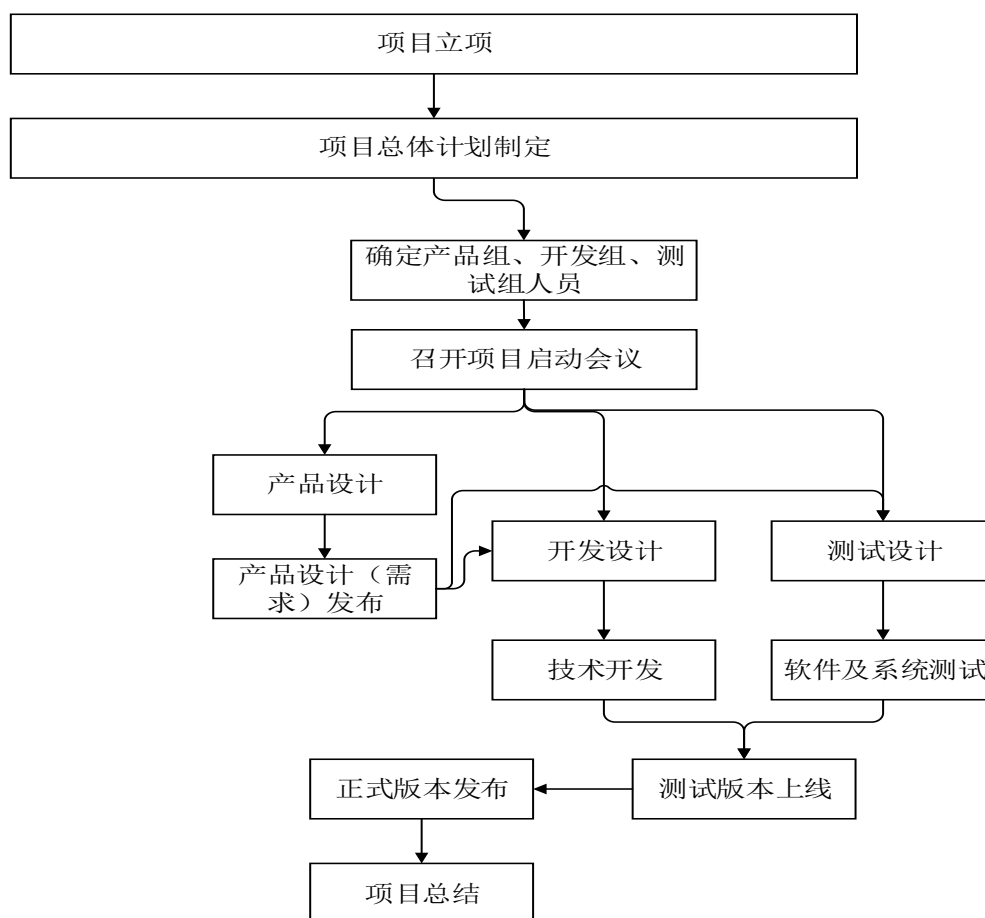 项目立项
项目总体计划制定
确定产品组、开发组、测
试组人员
召开项目启动会议
产品设计
开发设计
测试设计
产品设计（需
求）发布
技术开发
软件及系统测试
正式版本发布
测试版本上线
项目总结